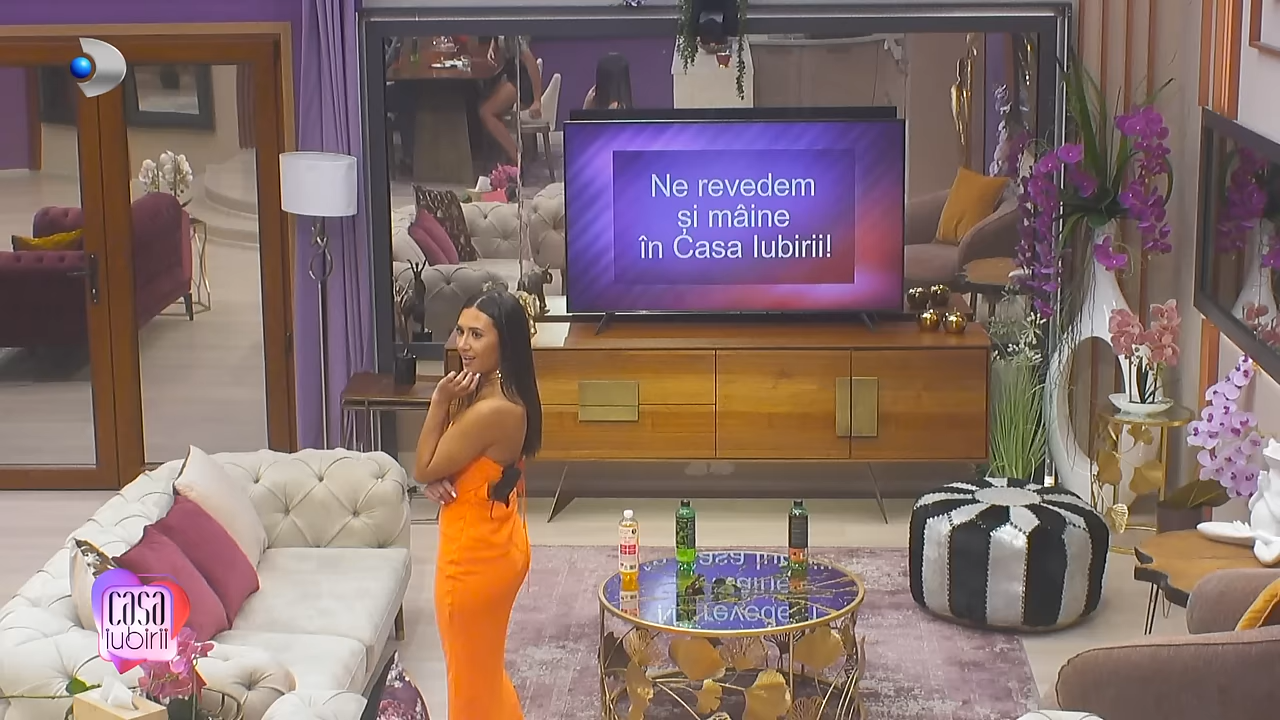 Ne revedem
și mâine
în Casa Iubirii!
casa
iubirii